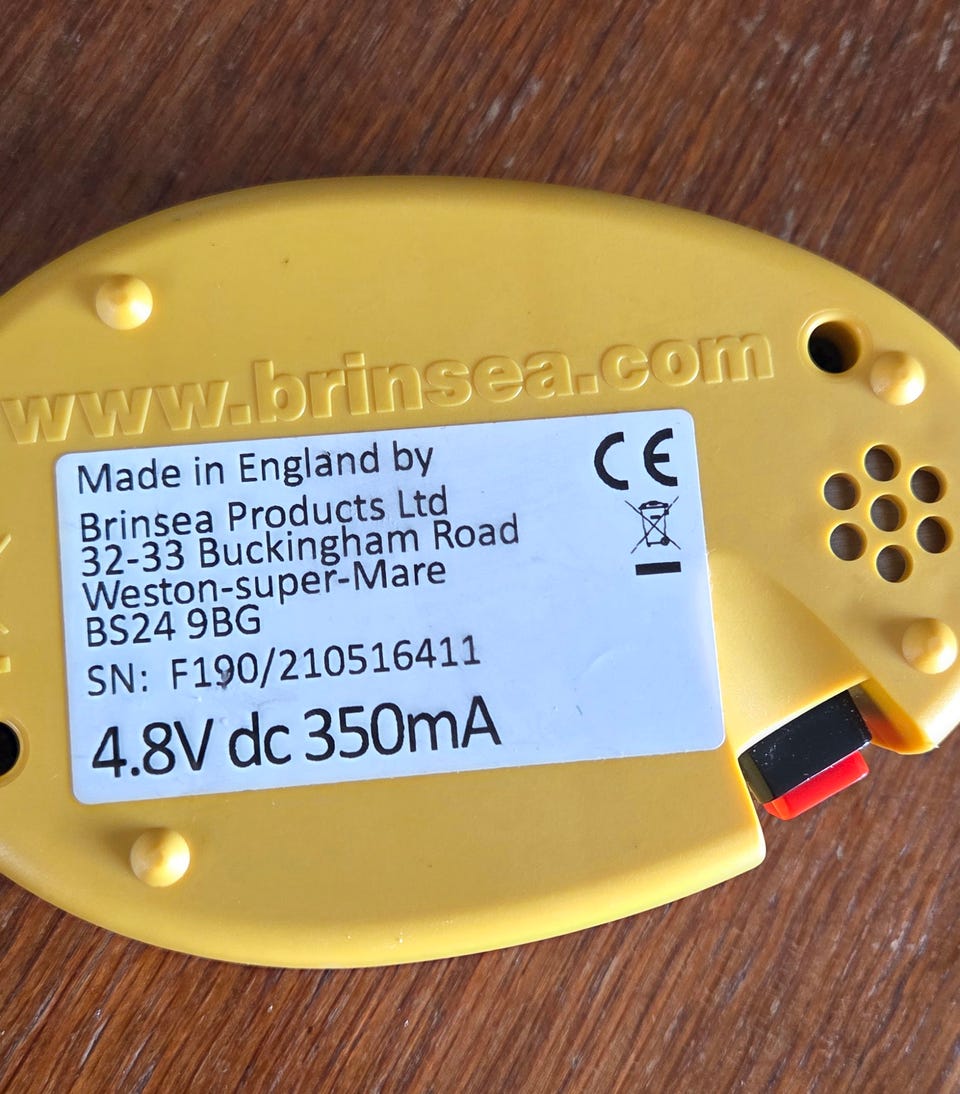 www.brinsea.com
Made in England by
Brinsea Products Ltd
32-33 Buckingham Road
Weston-super-Mare
BS24 9BG
SN: F190/210516411
4.8V dc 350mA
CE